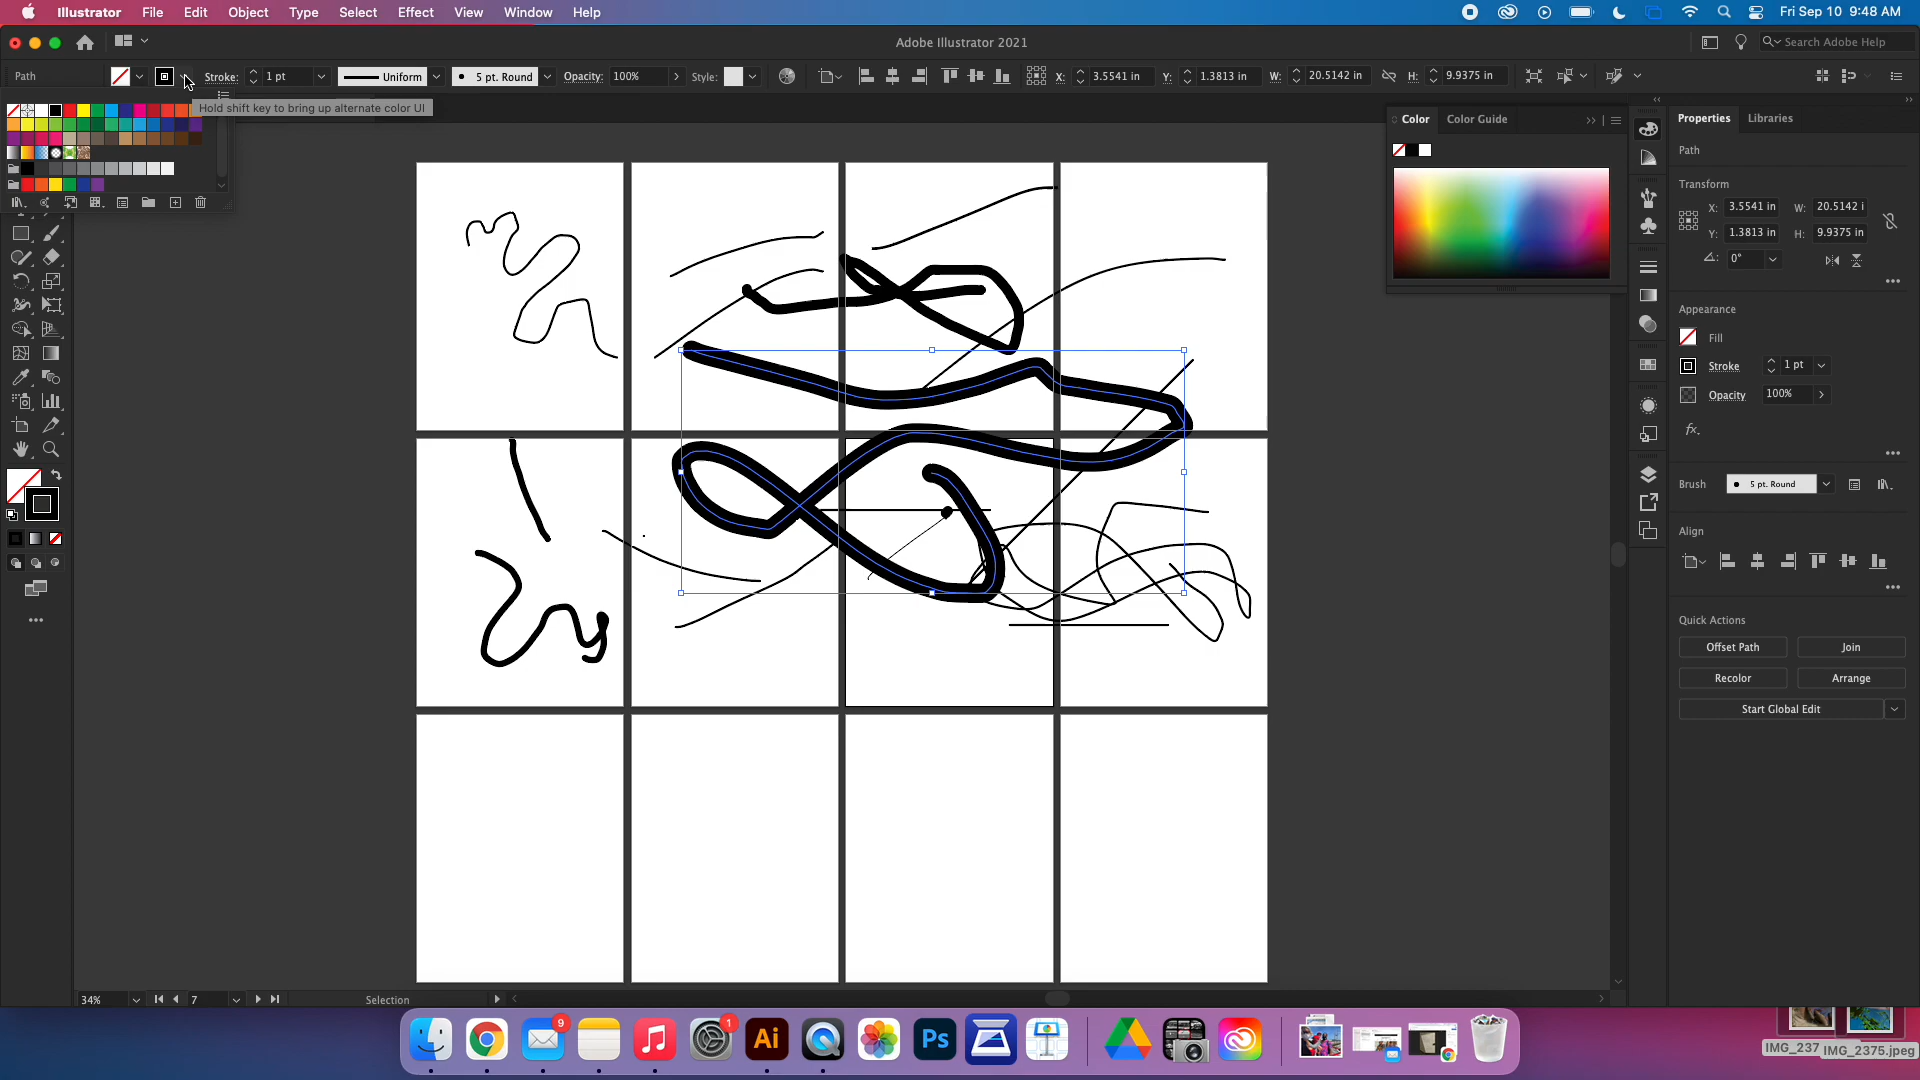 Illustrator File Edit Object Type Select Effect View Window Help Fri Sep 10 9:48 AM
Adobe Illustrator 2021 Search Adobe Help
Path Stroke: 1 pt Uniform 5 pt. Round Opacity: 100% Style: X: 3.5541 in Y: 1.3813 in W: 20.5142 in H: 9.9375 in
Hold shift key to bring up alternate color UI
Color Color Guide
Properties Libraries
Path
Transform
X: 3.5541 in W: 20.5142 i
Y: 1.3813 in H: 9.9375 in
0°
Appearance
Fill
Stroke 1 pt
Opacity 100%
fx.
Brush 5 pt. Round
Align
Quick Actions
Offset Path Join
Recolor Arrange
Start Global Edit
34% 7 Selection
9 1 Ai Ps
IMG_237 IMG_2375.jpeg